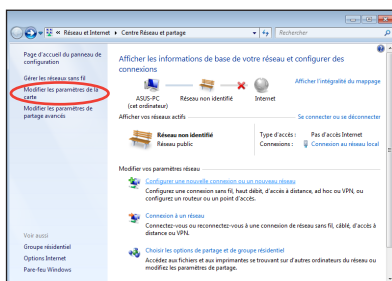 Réseau et Internet
Centre Réseau et partage
Rechercher
Page d'accueil du panneau de
configuration
Gérer les réseaux sans fil
Modifier les paramètres de la
carte
Modifier les paramètres de
partage avancés
Voir aussi
Groupe résidentiel
Options Internet
Pare-feu Windows
Afficher les informations de base de votre réseau et configurer des
connexions
Afficher l'intégralité du mappage
ASUS-PC
(cet ordinateur)
Réseau non identifié
Internet
Afficher vos réseaux actifs
Se connecter ou se déconnecter
Réseau non identifié
Réseau public
Type d'accès : Pas d'accès Internet
Connexions : Connexion au réseau local
Modifier vos paramètres réseau
Configurer une nouvelle connexion ou un nouveau réseau
Configurez une connexion sans fil, haut débit, d'accès à distance, ad hoc ou VPN, ou
configurez un routeur ou un point d'accès.
Connexion à un réseau
Connectez-vous ou reconnectez-vous à une connexion de réseau sans fil, câblé, d'accès à
distance ou VPN.
Choisir les options de partage et de groupe résidentiel
Accédez aux fichiers et aux imprimantes se trouvant sur d'autres ordinateurs du réseau ou
modifiez les paramètres de partage.